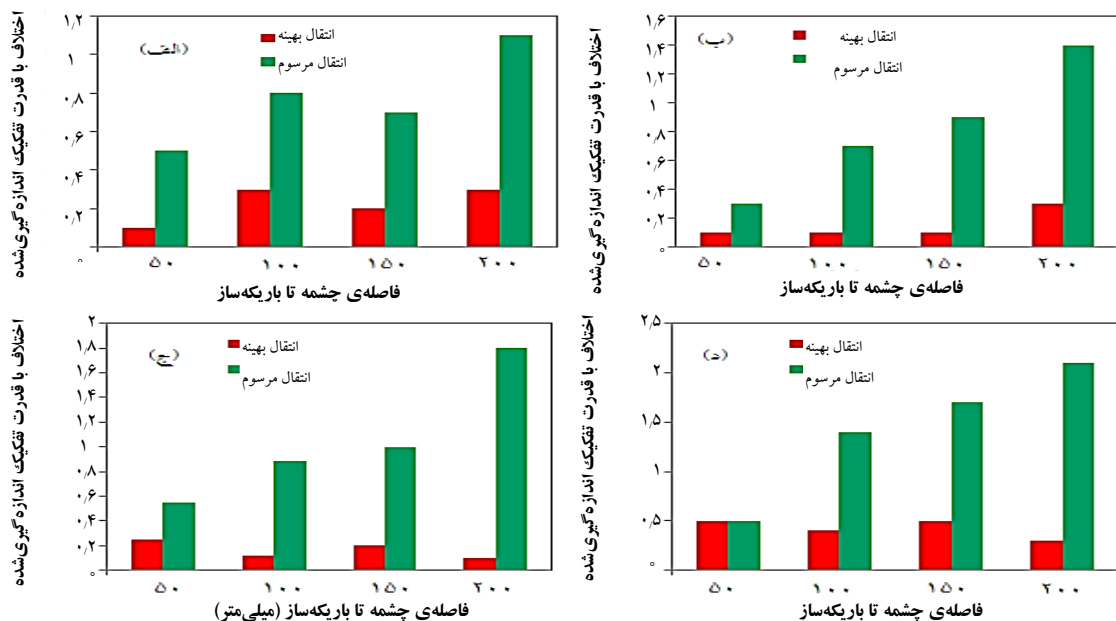 اختلاف با قدرت تفکیک اندازه گیری‌شده
۱٫۲
۱
۰٫۸
۰٫۶
۰٫۴
۰٫۲
۰
(الف)
انتقال بهینه
انتقال مرسوم
۵۰ ۱۰۰ ۱۵۰ ۲۰۰
فاصله‌ی چشمه تا باریکه‌ساز
اختلاف با قدرت تفکیک اندازه گیری‌شده
۱٫۶
۱٫۴
۱٫۲
۱
۰٫۸
۰٫۶
۰٫۴
۰٫۲
۰
(ب)
انتقال بهینه
انتقال مرسوم
۵۰ ۱۰۰ ۱۵۰ ۲۰۰
فاصله‌ی چشمه تا باریکه‌ساز
اختلاف با قدرت تفکیک اندازه گیری‌شده
۲
۱٫۸
۱٫۶
۱٫۴
۱٫۲
۱
۰٫۸
۰٫۶
۰٫۴
۰٫۲
۰
(ج)
انتقال بهینه
انتقال مرسوم
۵۰ ۱۰۰ ۱۵۰ ۲۰۰
فاصله‌ی چشمه تا باریکه‌ساز (میلی‌متر)
اختلاف با قدرت تفکیک اندازه گیری‌شده
۲٫۵
۲
۱٫۵
۱
۰٫۵
۰
(د)
انتقال بهینه
انتقال مرسوم
۵۰ ۱۰۰ ۱۵۰ ۲۰۰
فاصله‌ی چشمه تا باریکه‌ساز